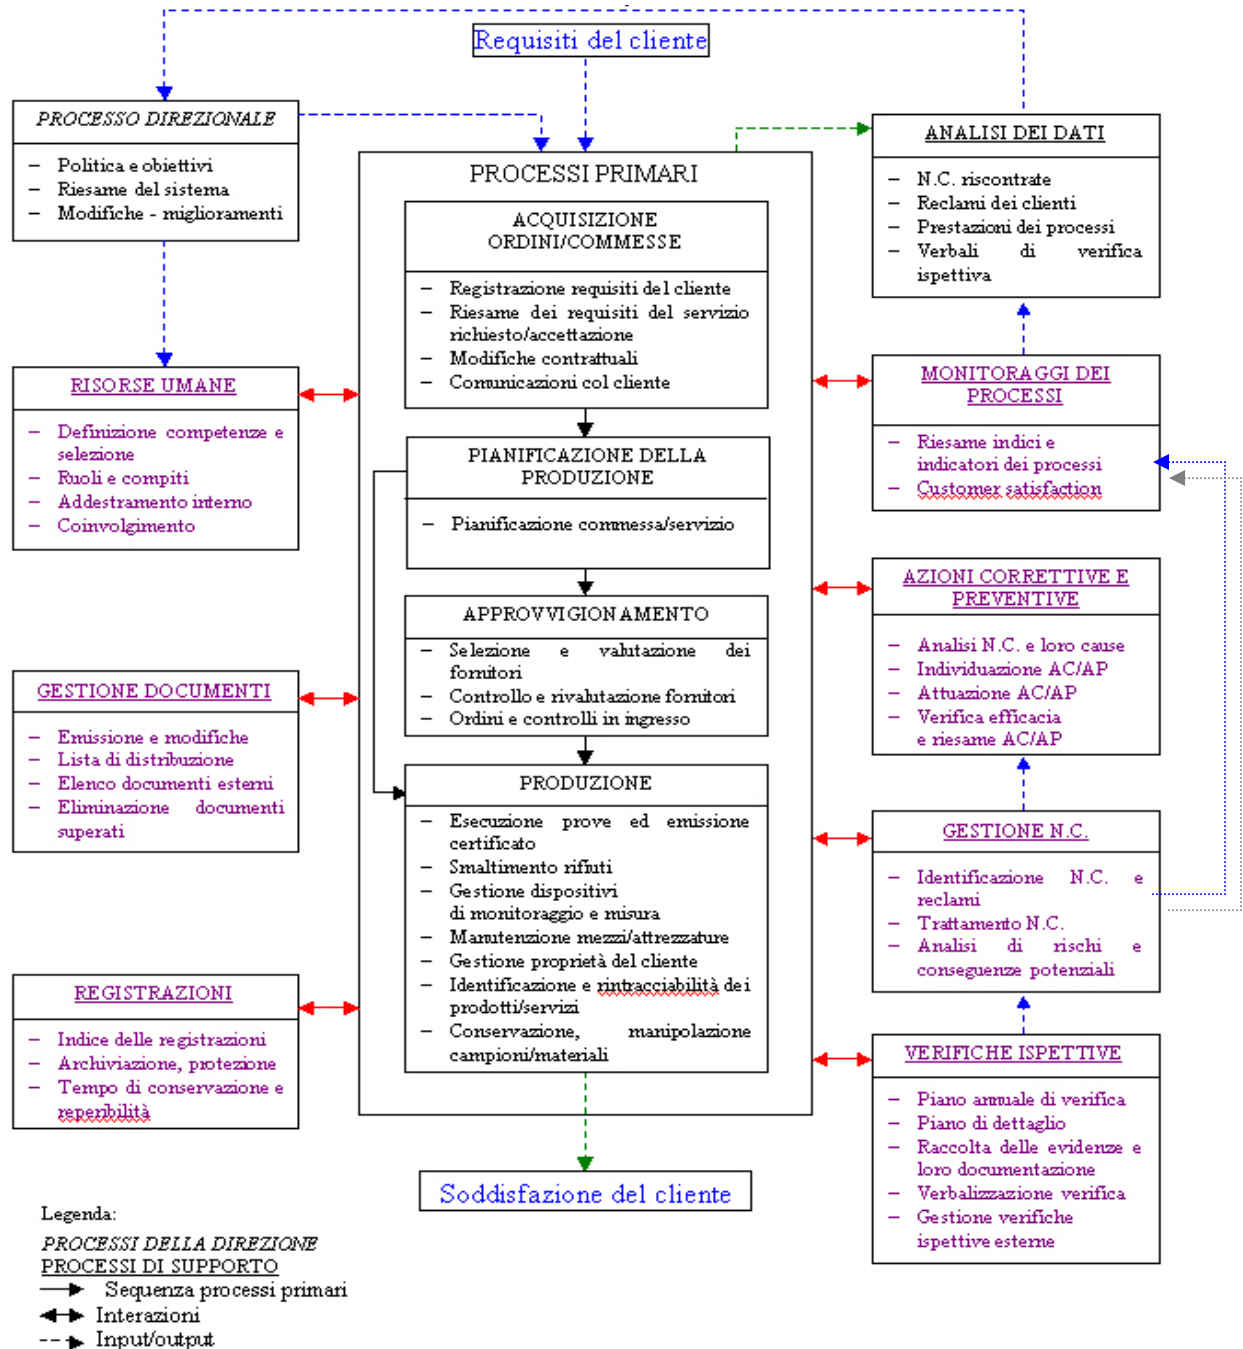 Requisiti del cliente
PROCESSO DIREZIONALE
– Politica e obiettivi
– Riesame del sistema
– Modifiche - miglioramenti
RISORSE UMANE
– Definizione competenze e
selezione
– Ruoli e compiti
– Addestramento interno
– Coinvolgimento
GESTIONE DOCUMENTI
– Emissione e modifiche
– Lista di distribuzione
– Elenco documenti esterni
– Eliminazione documenti
superati
REGISTRAZIONI
– Indice delle registrazioni
– Archiviazione, protezione
– Tempo di conservazione e
reperibilità
PROCESSI PRIMARI
ACQUISIZIONE
ORDINI/COMMESSE
– Registrazione requisiti del cliente
– Riesame dei requisiti del servizio
richiesto/accettazione
– Modifiche contrattuali
– Comunicazioni col cliente
PIANIFICAZIONE DELLA
PRODUZIONE
– Pianificazione commessa/servizio
APPROVVIGIONAMENTO
– Selezione e valutazione dei
fornitori
– Controllo e rivalutazione fornitori
– Ordini e controlli in ingresso
PRODUZIONE
– Esecuzione prove ed emissione
certificato
– Smaltimento rifiuti
– Gestione dispositivi
di monitoraggio e misura
– Manutenzione mezzi/attrezzature
– Gestione proprietà del cliente
– Identificazione e rintracciabilità dei
prodotti/servizi
– Conservazione, manipolazione
campioni/materiali
Soddisfazione del cliente
ANALISI DEI DATI
– N.C. riscontrate
– Reclami dei clienti
– Prestazioni dei processi
– Verbali di verifica
ispettiva
MONITORAGGI DEI
PROCESSI
– Riesame indici e
indicatori dei processi
– Customer satisfaction
AZIONI CORRETTIVE E
PREVENTIVE
– Analisi N.C. e loro cause
– Individuazione AC/AP
– Attuazione AC/AP
– Verifica efficacia
e riesame AC/AP
GESTIONE N.C.
– Identificazione N.C. e
reclami
– Trattamento N.C.
– Analisi di rischi e
conseguenze potenziali
VERIFICHE ISPETTIVE
– Piano annuale di verifica
– Piano di dettaglio
– Raccolta delle evidenze e
loro documentazione
– Verbalizzazione verifica
– Gestione verifiche
ispettive esterne
Legenda:
PROCESSI DELLA DIREZIONE
PROCESSI DI SUPPORTO
Sequenza processi primari
Interazioni
Input/output